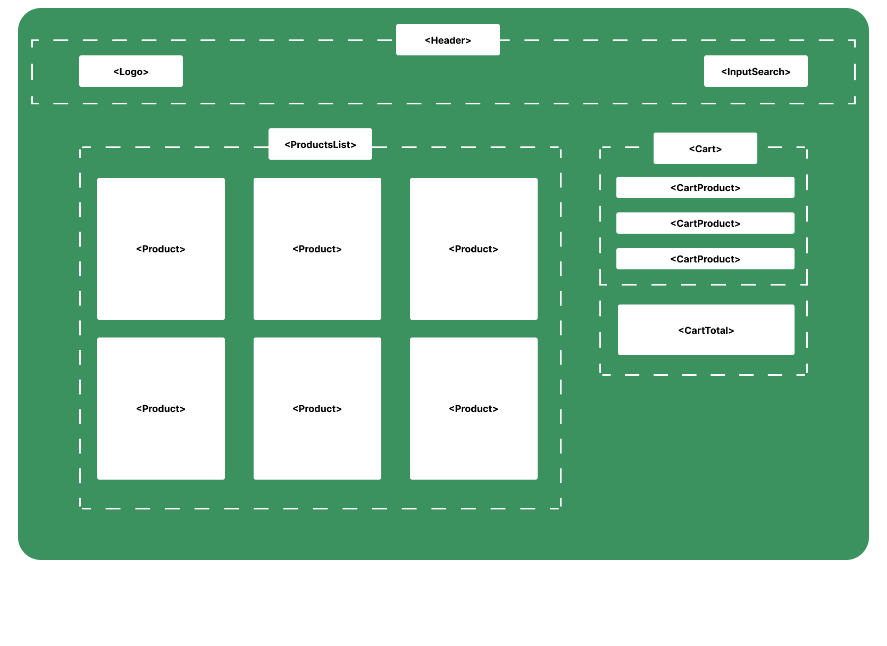 <Header>
<Logo>
<InputSearch>
<ProductsList>
<Product>
<Product>
<Product>
<Product>
<Product>
<Product>
<Cart>
<CartProduct>
<CartProduct>
<CartProduct>
<CartTotal>